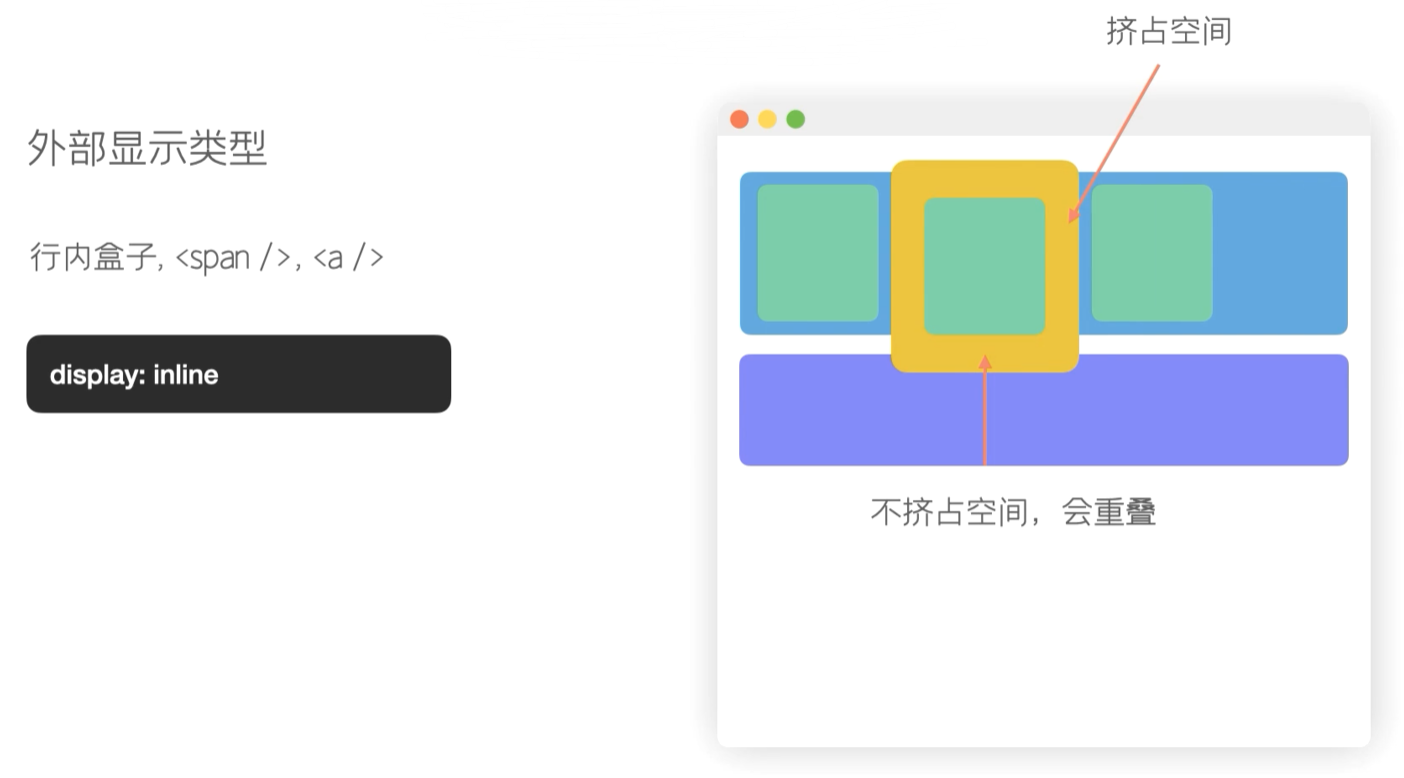 挤占空间
外部显示类型
行内盒子, <span />, <a />
display: inline
不挤占空间，会重叠